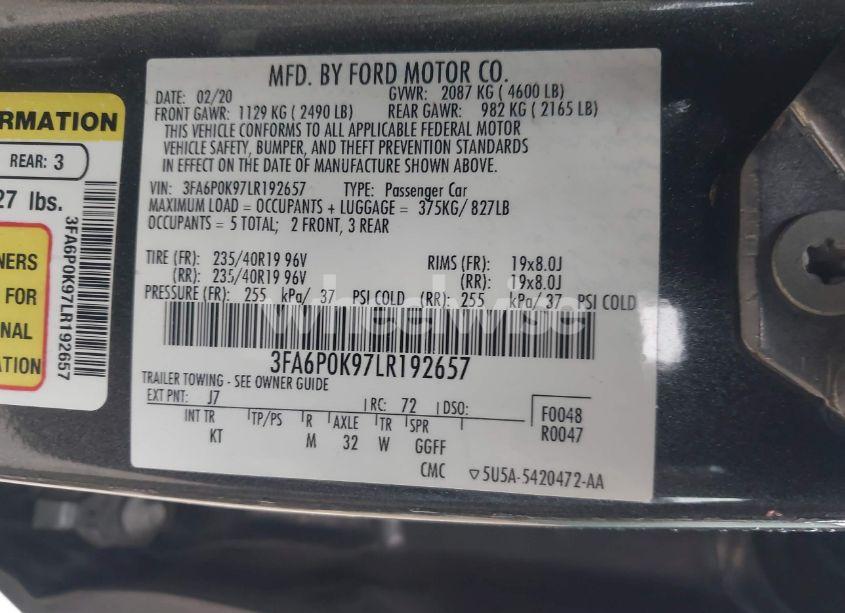 MFD. BY FORD MOTOR CO.
DATE: 02/20 GVWR: 2087 KG ( 4600 LB)
FRONT GAWR: 1129 KG ( 2490 LB) REAR GAWR: 982 KG ( 2165 LB)
THIS VEHICLE CONFORMS TO ALL APPLICABLE FEDERAL MOTOR
VEHICLE SAFETY, BUMPER, AND THEFT PREVENTION STANDARDS
IN EFFECT ON THE DATE OF MANUFACTURE SHOWN ABOVE.
VIN: 3FA6P0K97LR192657 TYPE: Passenger Car
MAXIMUM LOAD = OCCUPANTS + LUGGAGE = 375KG/ 827LB
OCCUPANTS = 5 TOTAL; 2 FRONT, 3 REAR
TIRE (FR): 235/40R19 96V RIMS (FR): 19x8.0J
(RR): 235/40R19 96V (RR): 19x8.0J
PRESSURE (FR): 255 kPa/ 37 PSI COLD (RR): 255 kPa/ 37 PSI COLD
wheelwise
3FA6P0K97LR192657
TRAILER TOWING - SEE OWNER GUIDE
EXT PNT: J7 RC: 72 DSO:
INT TR TP/PS R AXLE TR SPR
KT M 32 W GGFF
F0048
R0047
CMC ▽5U5A-5420472-AA
RMATION
REAR: 3
27 lbs.
NERS
FOR
NAL
ATION
3FA6P0K97LR192657